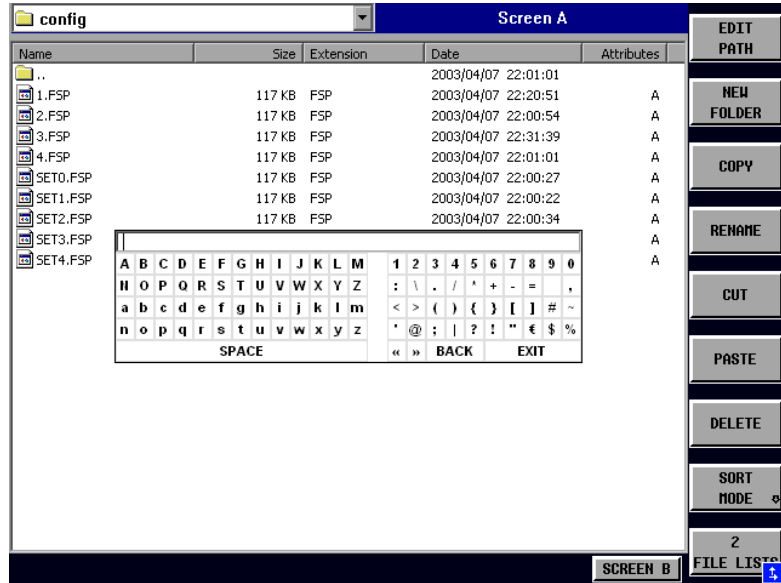 config
Screen A
Name Size Extension Date Attributes
.. 2003/04/07 22:01:01
1.FSP 117 KB FSP 2003/04/07 22:20:51 A
2.FSP 117 KB FSP 2003/04/07 22:00:54 A
3.FSP 117 KB FSP 2003/04/07 22:31:39 A
4.FSP 117 KB FSP 2003/04/07 22:01:01 A
SET0.FSP 117 KB FSP 2003/04/07 22:00:27 A
SET1.FSP 117 KB FSP 2003/04/07 22:00:22 A
SET2.FSP 117 KB FSP 2003/04/07 22:00:34 A
SET3.FSP A
SET4.FSP A
A B C D E F G H I J K L M 1 2 3 4 5 6 7 8 9 0
N O P Q R S T U V W X Y Z : \ . / * + - = ,
a b c d e f g h i j k l m < > ( ) { } [ ] # ~
n o p q r s t u v w x y z ' @ ; | ? ! " € $ %
SPACE « » BACK EXIT
EDIT
PATH
NEW
FOLDER
COPY
RENAME
CUT
PASTE
DELETE
SORT
MODE
2
FILE LISTS
SCREEN B